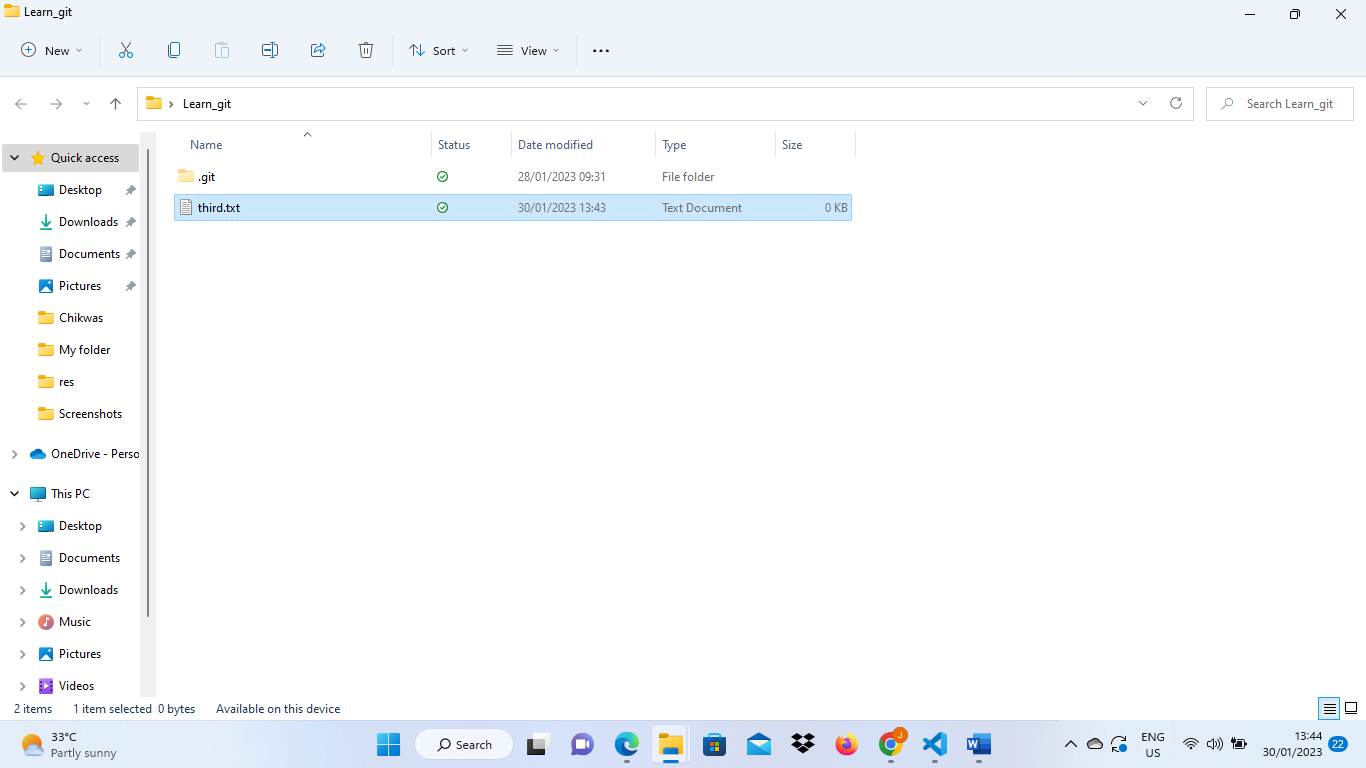 Learn_git
New
Sort
View
Learn_git
Search Learn_git
Name Status Date modified Type Size
.git 28/01/2023 09:31 File folder
third.txt 30/01/2023 13:43 Text Document 0 KB
Quick access
Desktop
Downloads
Documents
Pictures
Chikwas
My folder
res
Screenshots
OneDrive - Perso
This PC
Desktop
Documents
Downloads
Music
Pictures
Videos
2 items 1 item selected 0 bytes Available on this device
33°C
Partly sunny
Search
J
ENG
US
13:44
30/01/2023
22